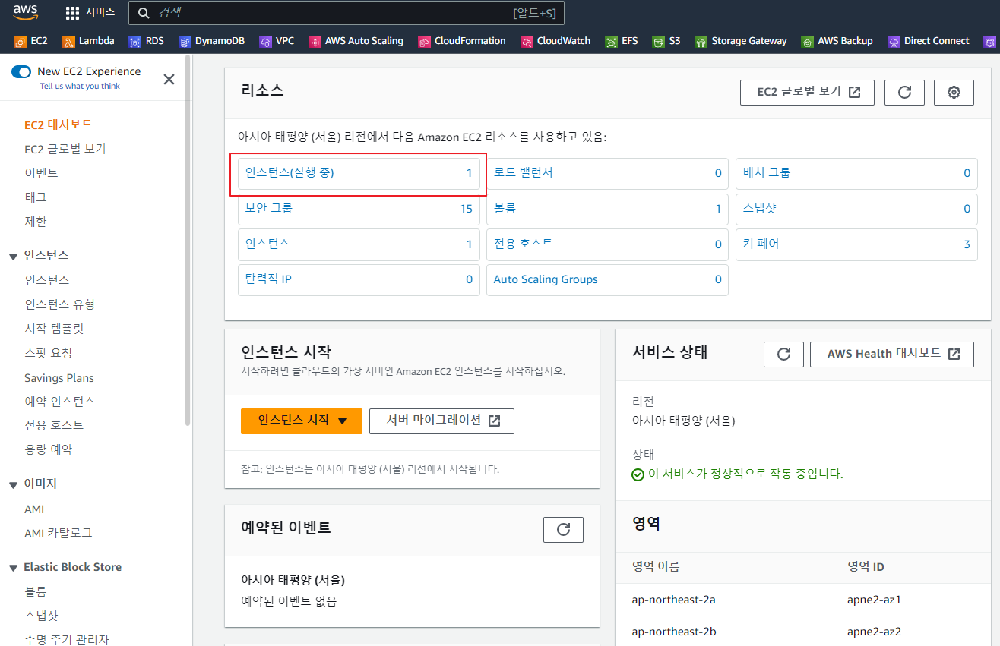 aws
서비스
검색
[알트+S]
EC2
Lambda
RDS
DynamoDB
VPC
AWS Auto Scaling
CloudFormation
CloudWatch
EFS
S3
Storage Gateway
AWS Backup
Direct Connect
New EC2 Experience
Tell us what you think
EC2 대시보드
EC2 글로벌 보기
이벤트
태그
제한
인스턴스
인스턴스
인스턴스 유형
시작 템플릿
스팟 요청
Savings Plans
예약 인스턴스
전용 호스트
용량 예약
이미지
AMI
AMI 카탈로그
Elastic Block Store
볼륨
스냅샷
수명 주기 관리자
리소스
EC2 글로벌 보기
아시아 태평양 (서울) 리전에서 다음 Amazon EC2 리소스를 사용하고 있음:
인스턴스(실행 중) 1
로드 밸런서 0
배치 그룹 0
보안 그룹 15
볼륨 1
스냅샷 0
인스턴스 1
전용 호스트 0
키 페어 3
탄력적 IP 0
Auto Scaling Groups 0
인스턴스 시작
시작하려면 클라우드의 가상 서버인 Amazon EC2 인스턴스를 시작하십시오.
인스턴스 시작
서버 마이그레이션
참고: 인스턴스는 아시아 태평양 (서울) 리전에서 시작됩니다.
예약된 이벤트
아시아 태평양 (서울)
예약된 이벤트 없음
서비스 상태
AWS Health 대시보드
리전
아시아 태평양 (서울)
상태
이 서비스가 정상적으로 작동 중입니다.
영역
영역 이름 영역 ID
ap-northeast-2a apne2-az1
ap-northeast-2b apne2-az2